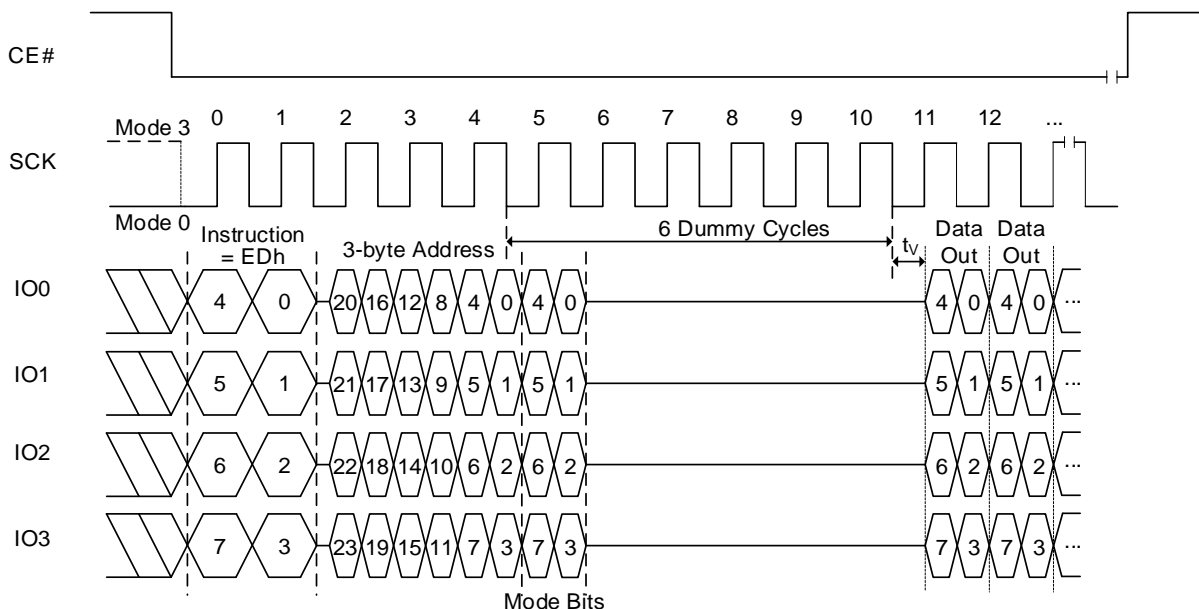 CE#
0 1 2 3 4 5 6 7 8 9 10 11 12 ...
Mode 3
SCK
Mode 0
Instruction
= EDh
3-byte Address
6 Dummy Cycles
tV
Data
Out
Data
Out
IO0
4 0 20 16 12 8 4 0 4 0 4 0 4 0 ...
IO1
5 1 21 17 13 9 5 1 5 1 5 1 5 1 ...
IO2
6 2 22 18 14 10 6 2 6 2 6 2 6 2 ...
IO3
7 3 23 19 15 11 7 3 7 3 7 3 7 3 ...
Mode Bits